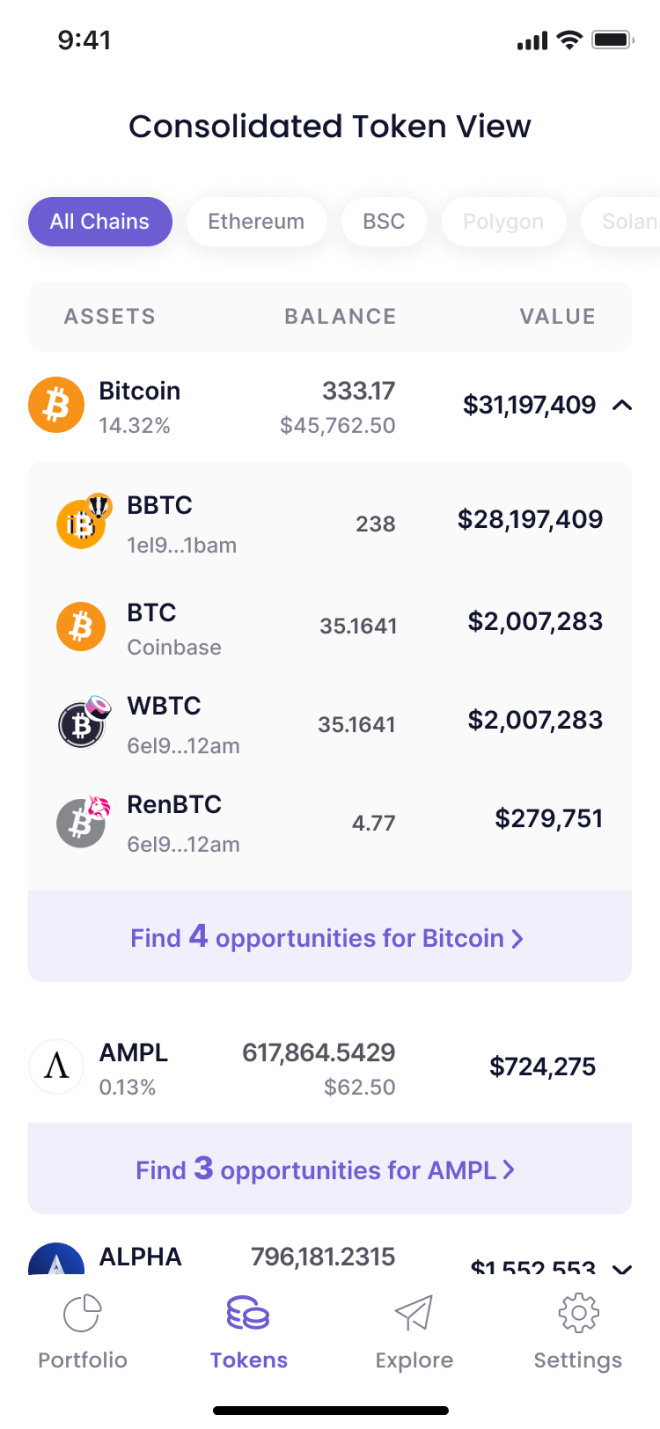 9:41
Consolidated Token View
All Chains Ethereum BSC Polygon Solana
ASSETS BALANCE VALUE
Bitcoin 333.17 $31,197,409
14.32% $45,762.50
BBTC 238 $28,197,409
1el9...1bam
BTC 35.1641 $2,007,283
Coinbase
WBTC 35.1641 $2,007,283
6el9...12am
RenBTC 4.77 $279,751
6el9...12am
Find 4 opportunities for Bitcoin >
AMPL 617,864.5429 $724,275
0.13% $62.50
Find 3 opportunities for AMPL >
ALPHA 796,181.2315 $1,552,553
Portfolio Tokens Explore Settings